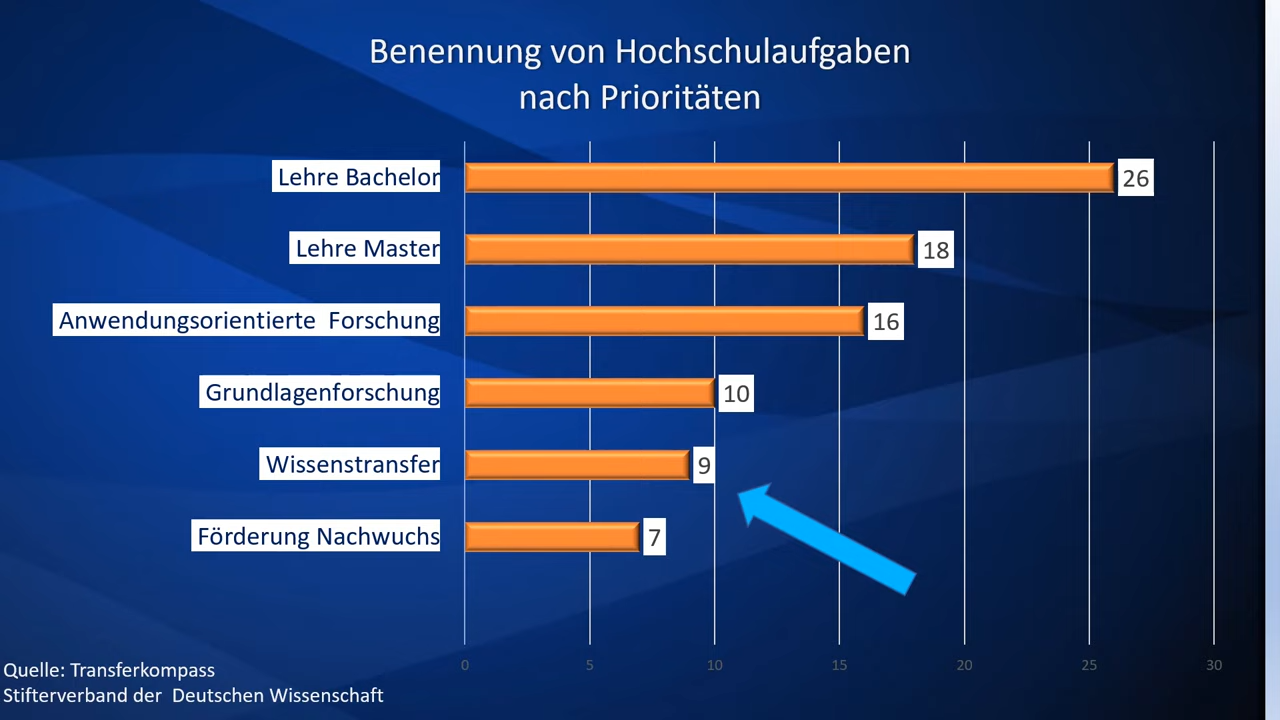 Benennung von Hochschulaufgaben
nach Prioritäten
Lehre Bachelor 26
Lehre Master 18
Anwendungsorientierte Forschung 16
Grundlagenforschung 10
Wissenstransfer 9
Förderung Nachwuchs 7
0 5 10 15 20 25 30
Quelle: Transferkompass
Stifterverband der Deutschen Wissenschaft